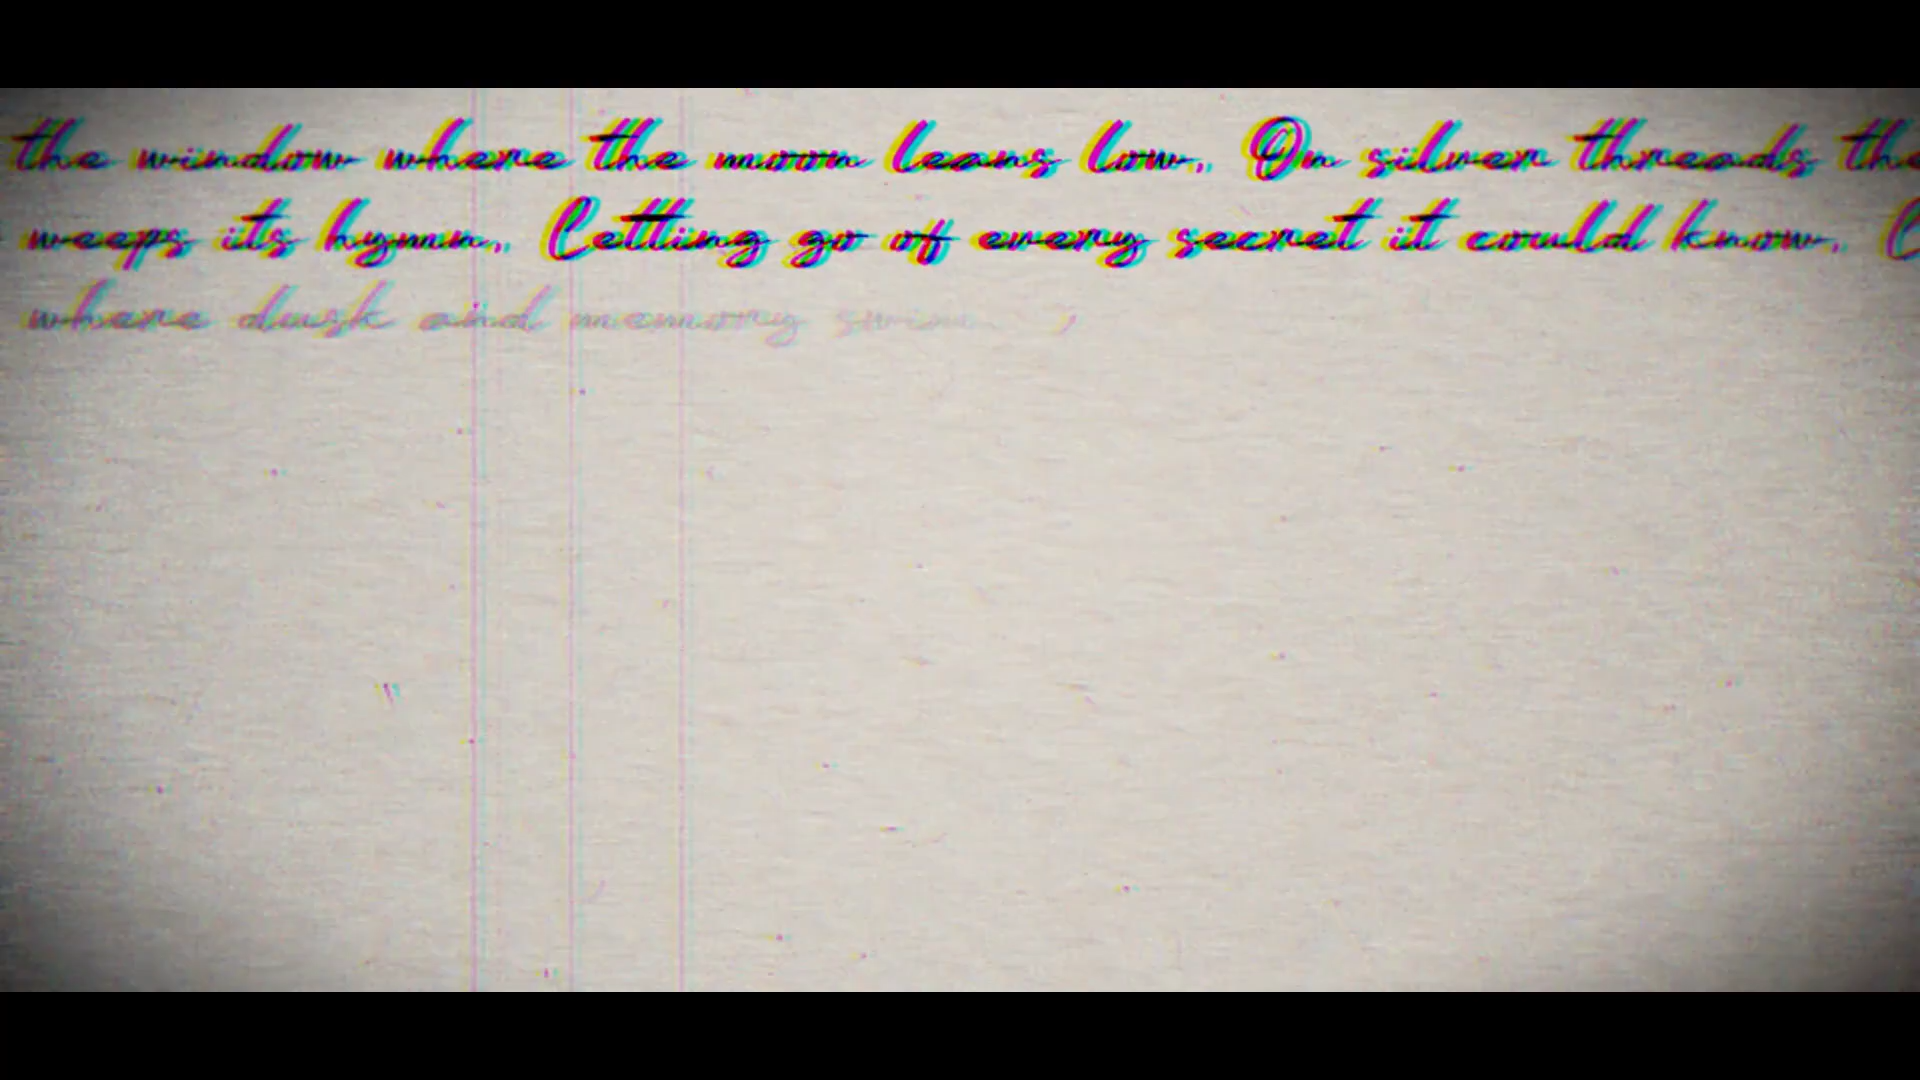 the window where the moon leans low, On silver threads the
weeps its hymn, Letting go of every secret it could know.
where dusk and memory swim